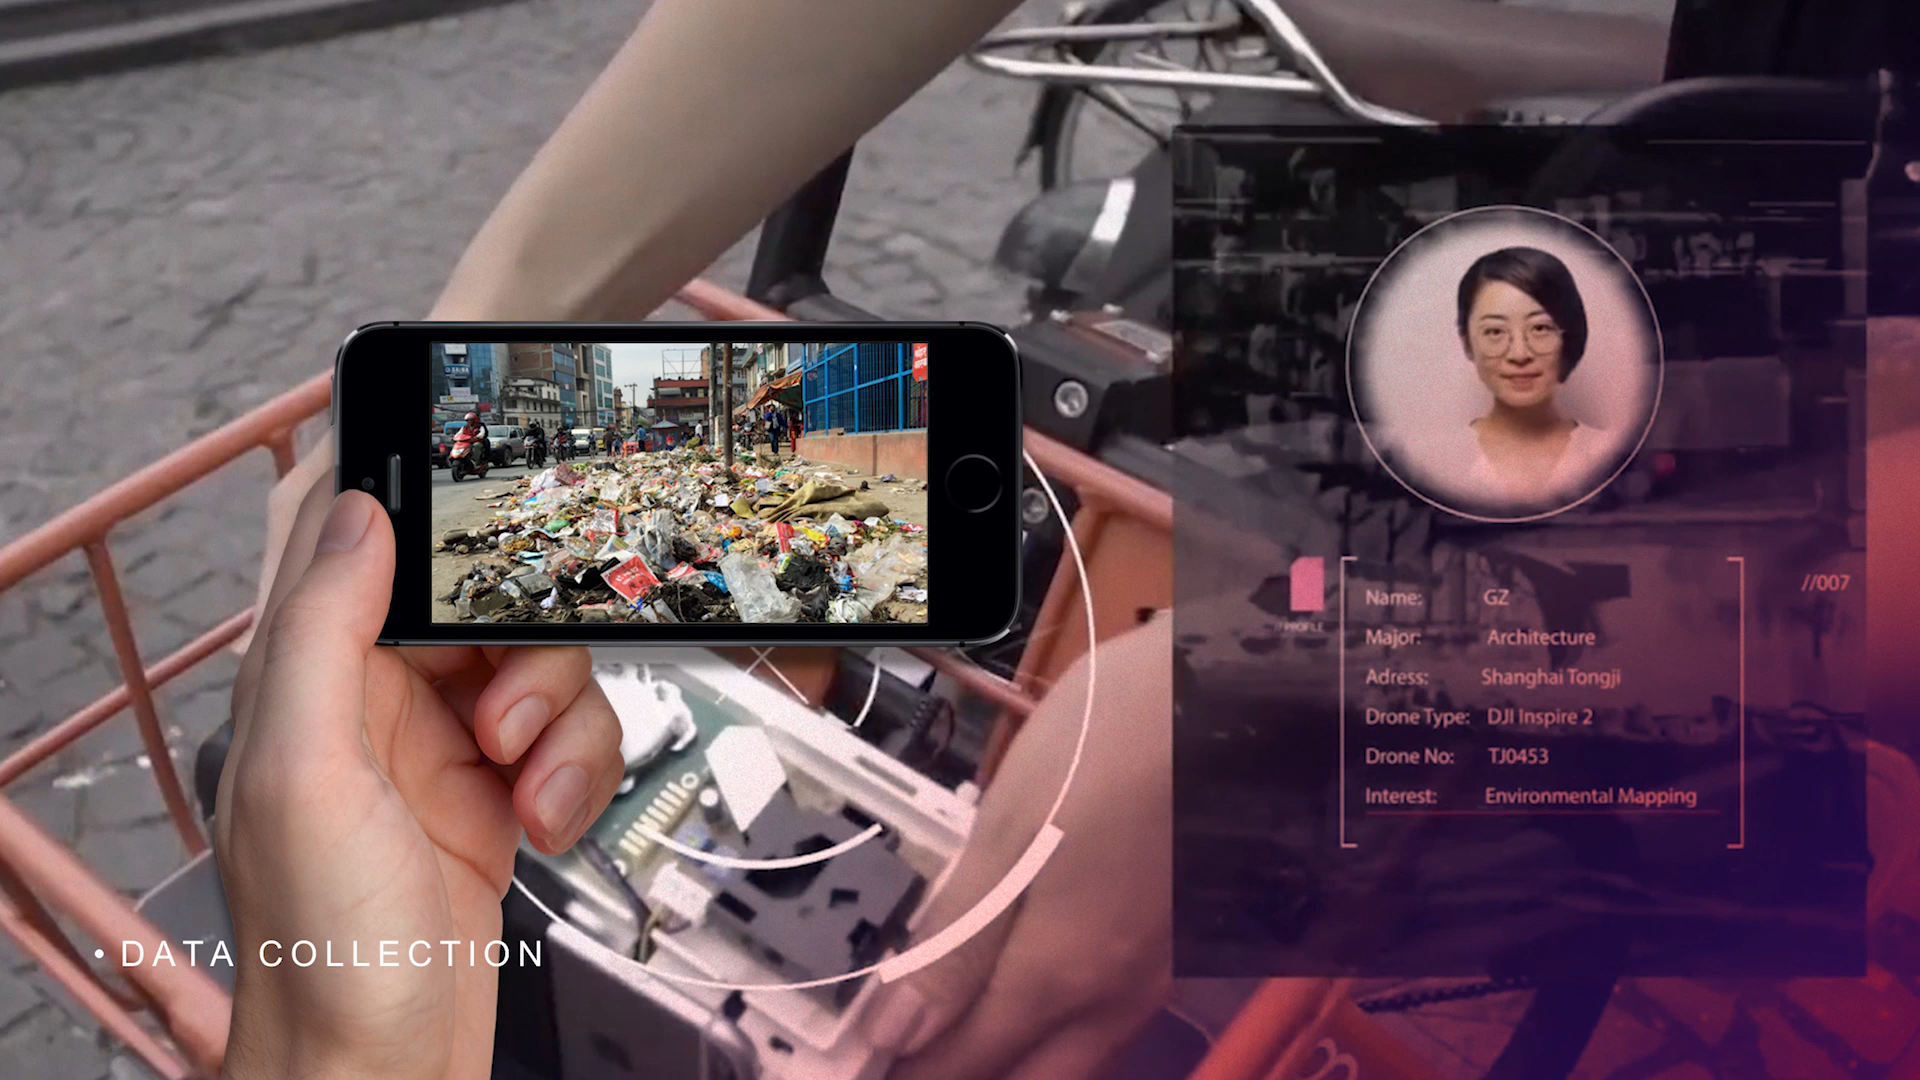 //007
// PROFILE
Name: GZ
Major: Architecture
Adress: Shanghai Tongji
Drone Type: DJI Inspire 2
Drone No: TJ0453
Interest: Environmental Mapping
• DATA COLLECTION